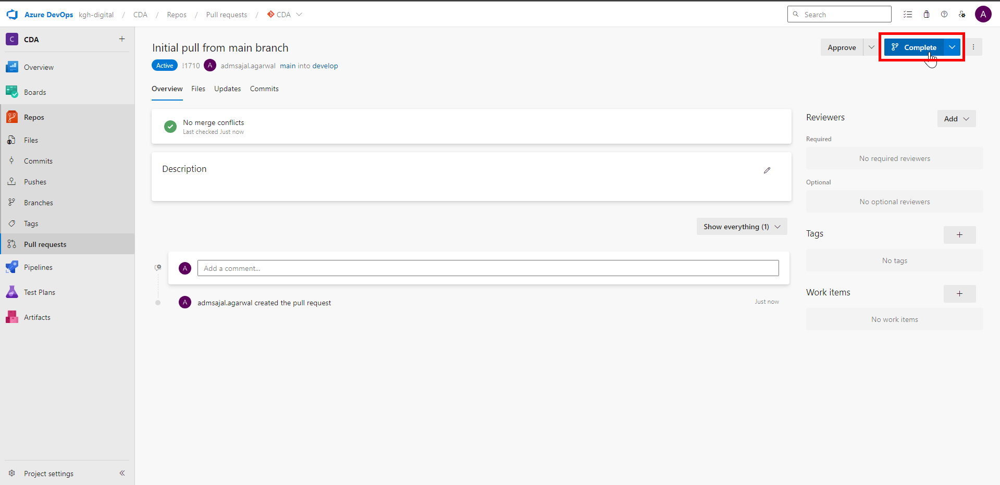 Azure DevOps kgh-digital / CDA / Repos / Pull requests / CDA
Search
A
C CDA
Overview
Boards
Repos
Files
Commits
Pushes
Branches
Tags
Pull requests
Pipelines
Test Plans
Artifacts
Project settings
Initial pull from main branch
Approve
Complete
Active !1710 A admsajal.agarwal main into develop
Overview Files Updates Commits
No merge conflicts
Last checked Just now
Description
Show everything (1)
A Add a comment...
A admsajal.agarwal created the pull request Just now
Reviewers Add
Required
No required reviewers
Optional
No optional reviewers
Tags
No tags
Work items
No work items